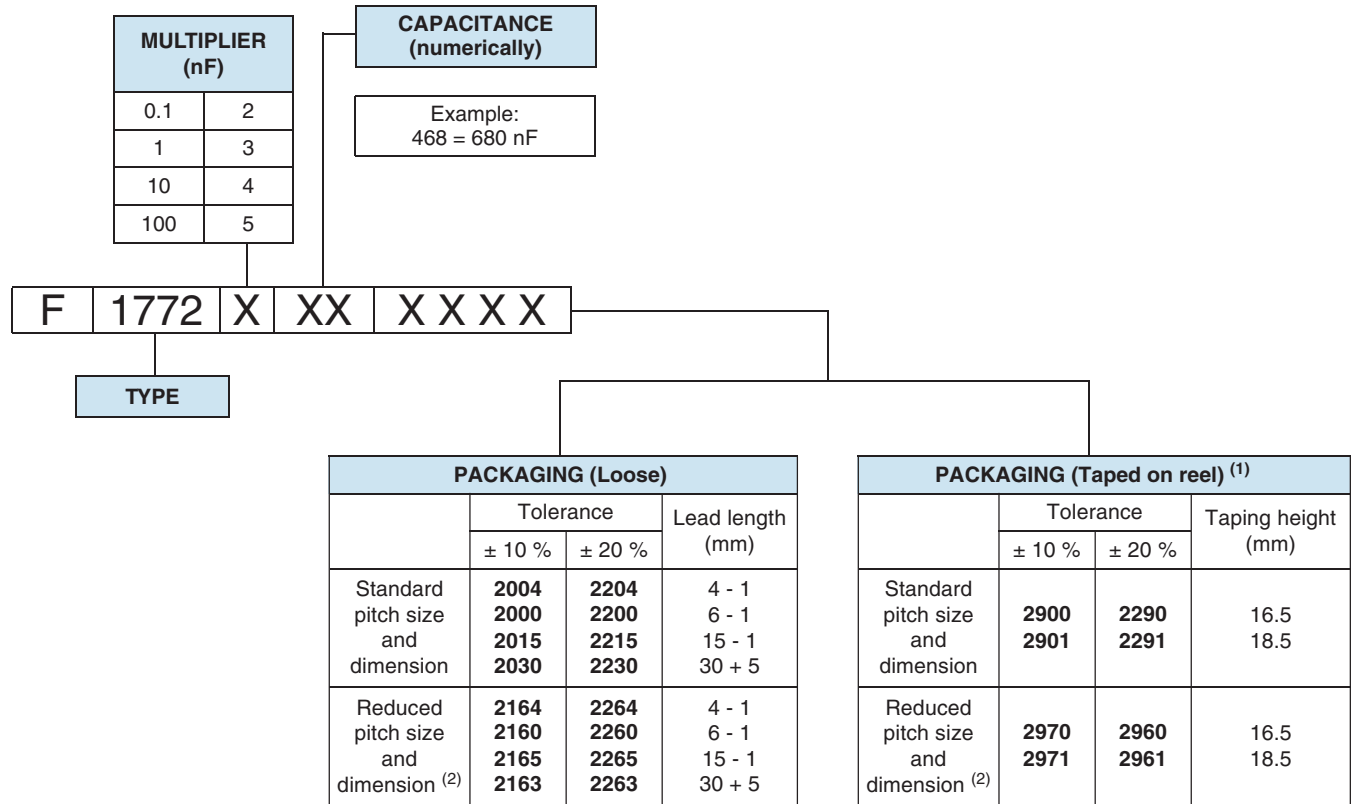 MULTIPLIER
(nF)
0.1 2
1 3
10 4
100 5
CAPACITANCE
(numerically)
Example:
468 = 680 nF
F 1772 X XX X X X X
TYPE
PACKAGING (Loose)
Tolerance Lead length
(mm)
± 10 % ± 20 %
Standard 2004 2204 4 - 1
pitch size 2000 2200 6 - 1
and 2015 2215 15 - 1
dimension 2030 2230 30 + 5
Reduced 2164 2264 4 - 1
pitch size 2160 2260 6 - 1
and 2165 2265 15 - 1
dimension (2) 2163 2263 30 + 5
PACKAGING (Taped on reel) (1)
Tolerance Taping height
(mm)
± 10 % ± 20 %
Standard
pitch size 2900 2290 16.5
and 2901 2291 18.5
dimension
Reduced
pitch size 2970 2960 16.5
and 2971 2961 18.5
dimension (2)